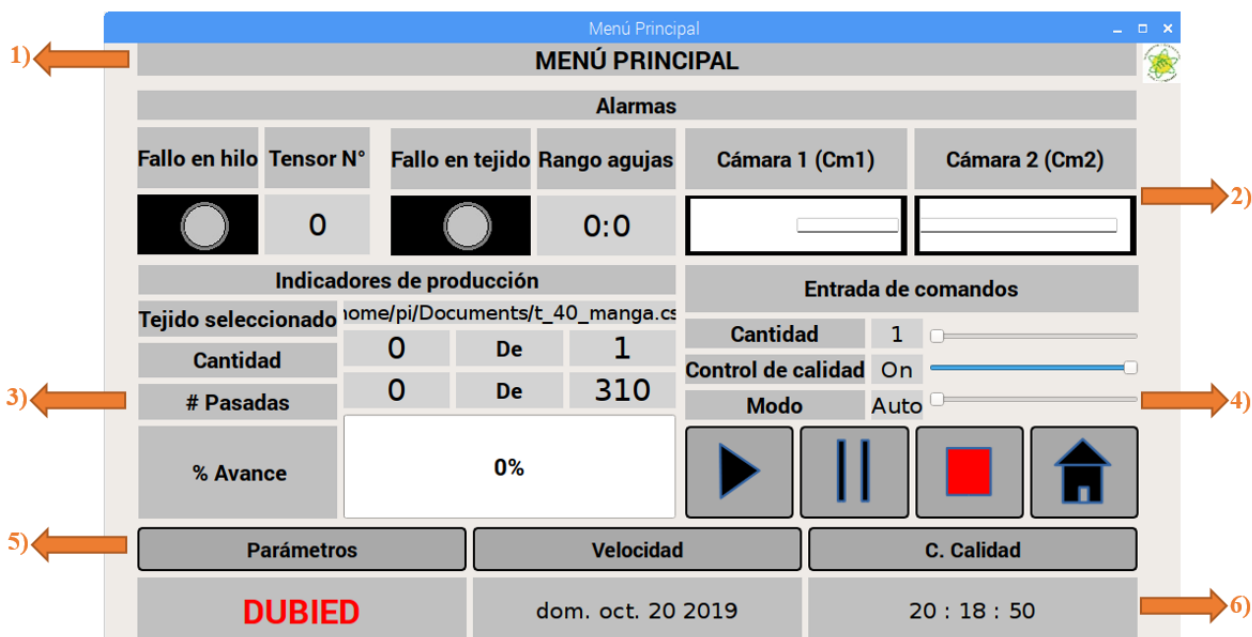 Menú Principal
1)
MENÚ PRINCIPAL
Alarmas
Fallo en hilo Tensor N° Fallo en tejido Rango agujas Cámara 1 (Cm1) Cámara 2 (Cm2)
2)
0 0:0
Indicadores de producción
Entrada de comandos
Tejido seleccionado home/pi/Documents/t_40_manga.cs
Cantidad 0 De 1
# Pasadas 0 De 310
3)
% Avance 0%
Cantidad 1
Control de calidad On
Modo Auto
4)
5)
Parámetros Velocidad C. Calidad
DUBIED dom. oct. 20 2019 20 : 18 : 50
6)